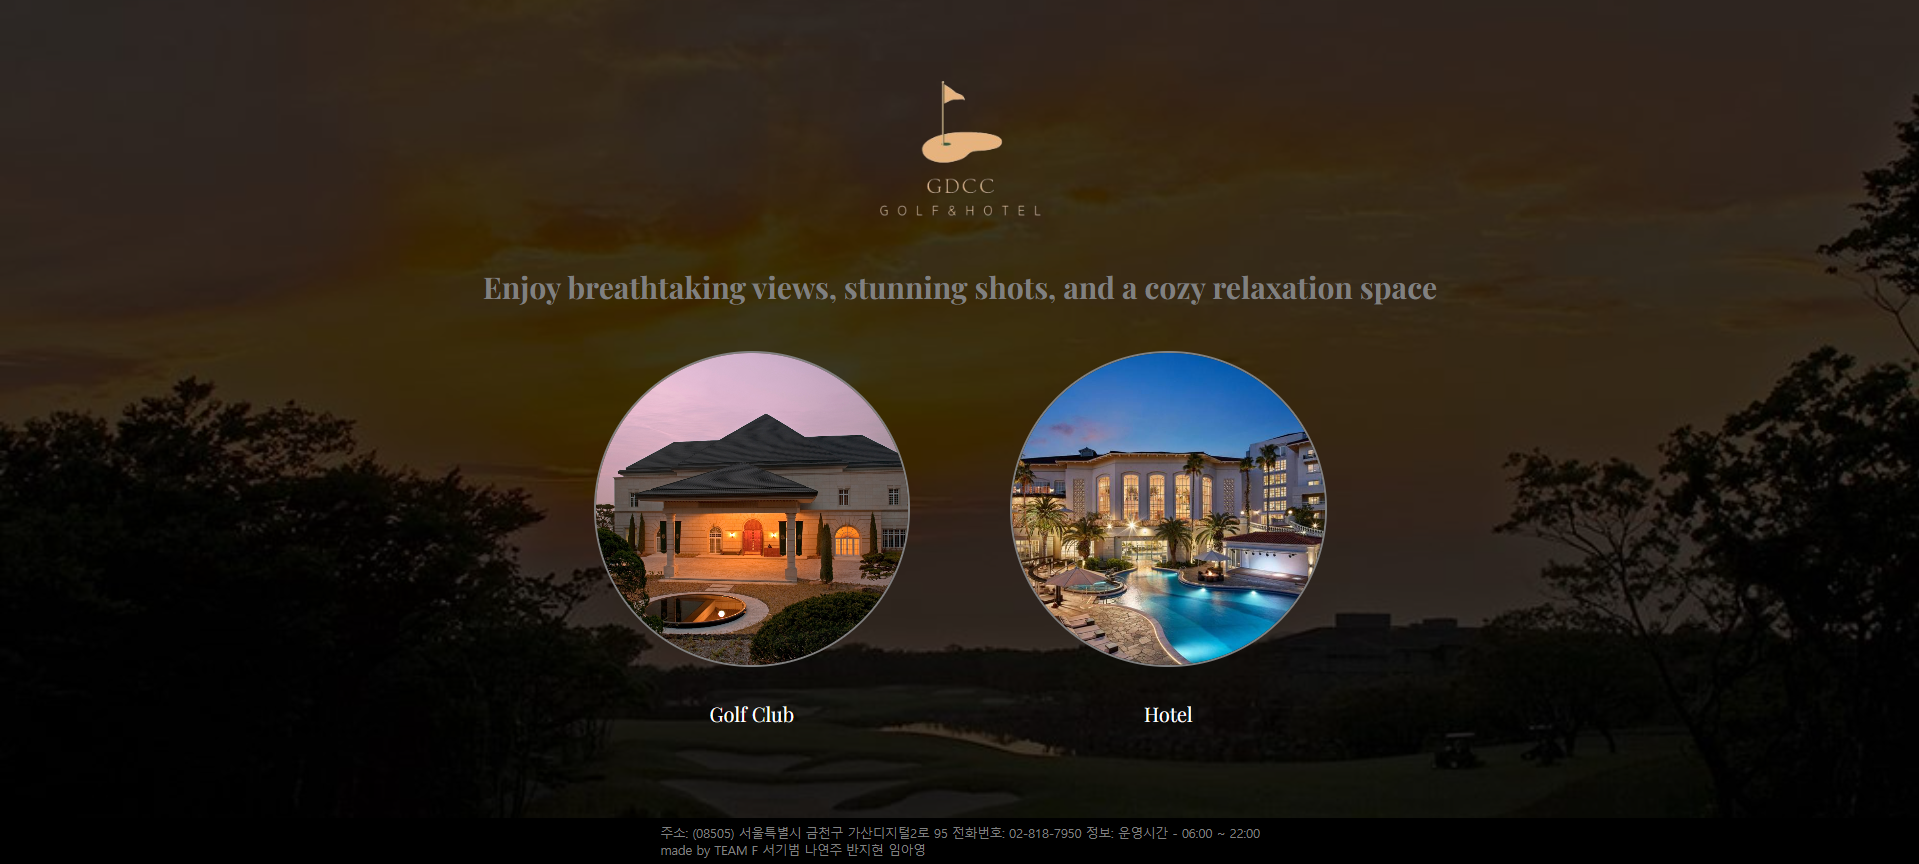 GDCC
GOLF&HOTEL
Enjoy breathtaking views, stunning shots, and a cozy relaxation space
Golf Club
Hotel
주소: (08505) 서울특별시 금천구 가산디지털2로 95 전화번호: 02-818-7950 정보: 운영시간 - 06:00 ~ 22:00
made by TEAM F 서기범 나연주 반지현 임아영